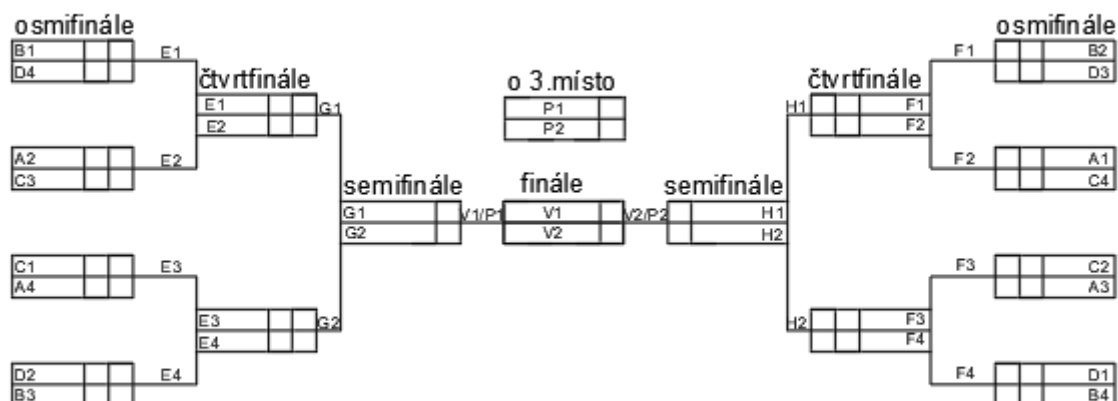 osmifinále
B1
D4
E1
A2
C3
E2
C1
A4
E3
D2
B3
E4
čtvrtfinále
E1
E2
G1
E3
E4
G2
semifinále
G1
G2
V1/P1
o 3.místo
P1
P2
finále
V1
V2
V2/P2
semifinále
H1
H2
čtvrtfinále
H1
F1
F2
H2
F3
F4
osmifinále
F1
B2
D3
F2
A1
C4
F3
C2
A3
F4
D1
B4